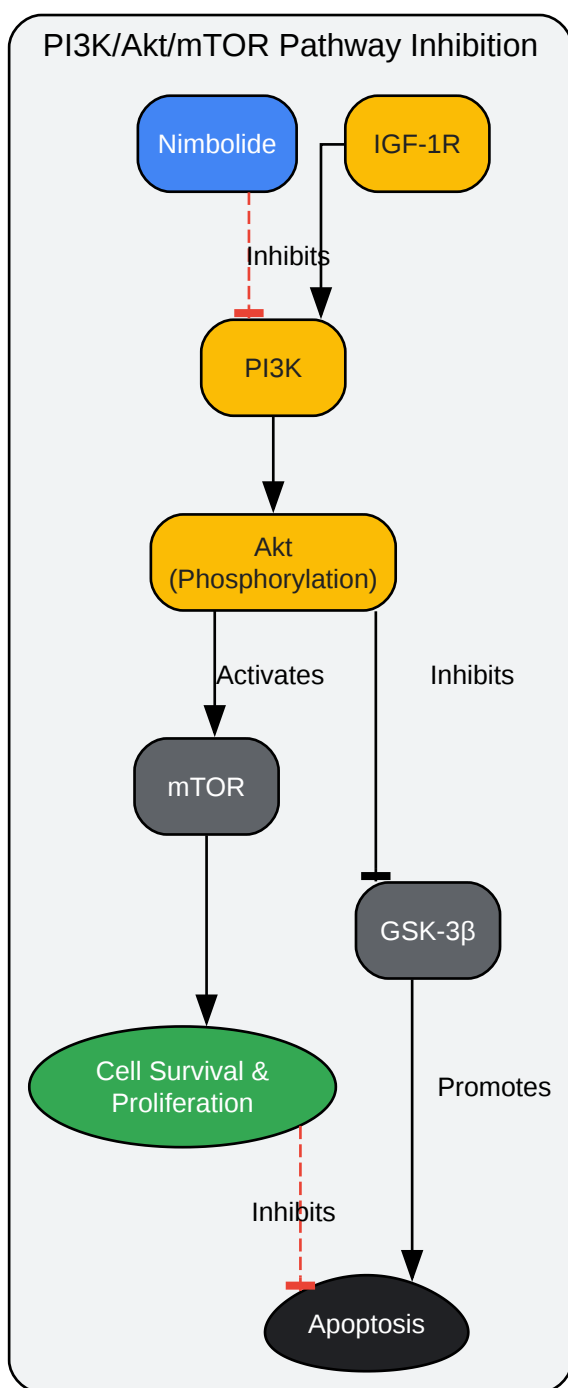 PI3K/Akt/mTOR Pathway Inhibition
Nimbolide
IGF-1R
Inhibits
PI3K
Akt
(Phosphorylation)
Activates
Inhibits
mTOR
GSK-3β
Cell Survival &
Proliferation
Promotes
Inhibits
Apoptosis